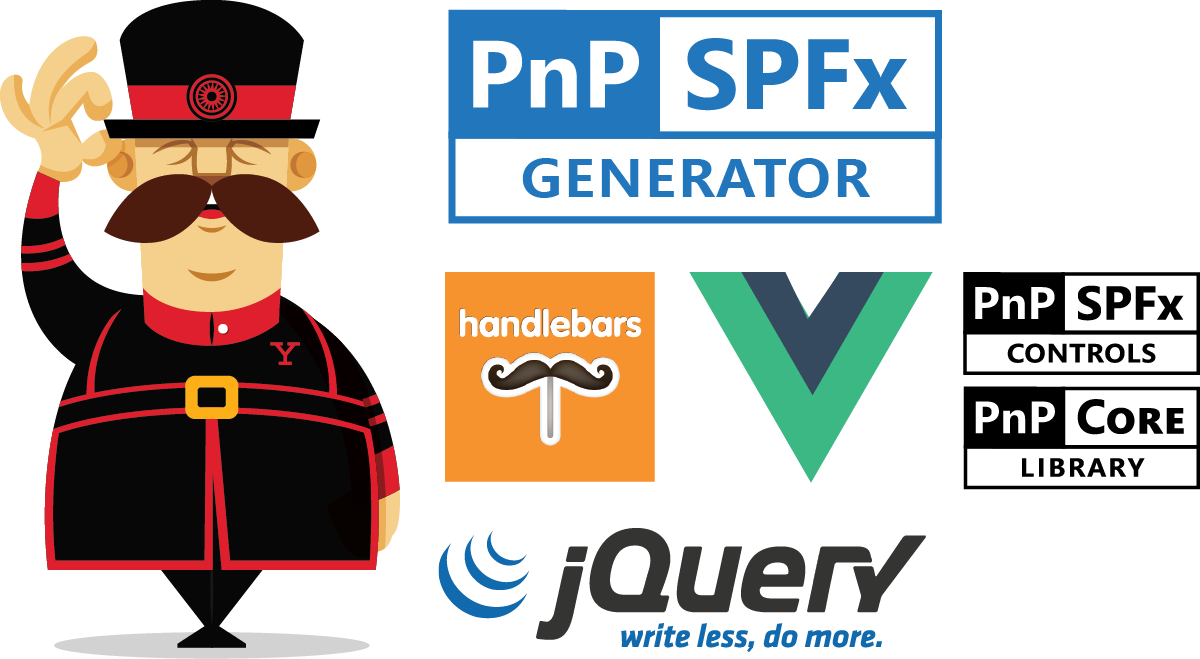 PnP SPFx
GENERATOR
handlebars
PnP SPFx
CONTROLS
PnP CORE
LIBRARY
Y
jQuery
write less, do more.